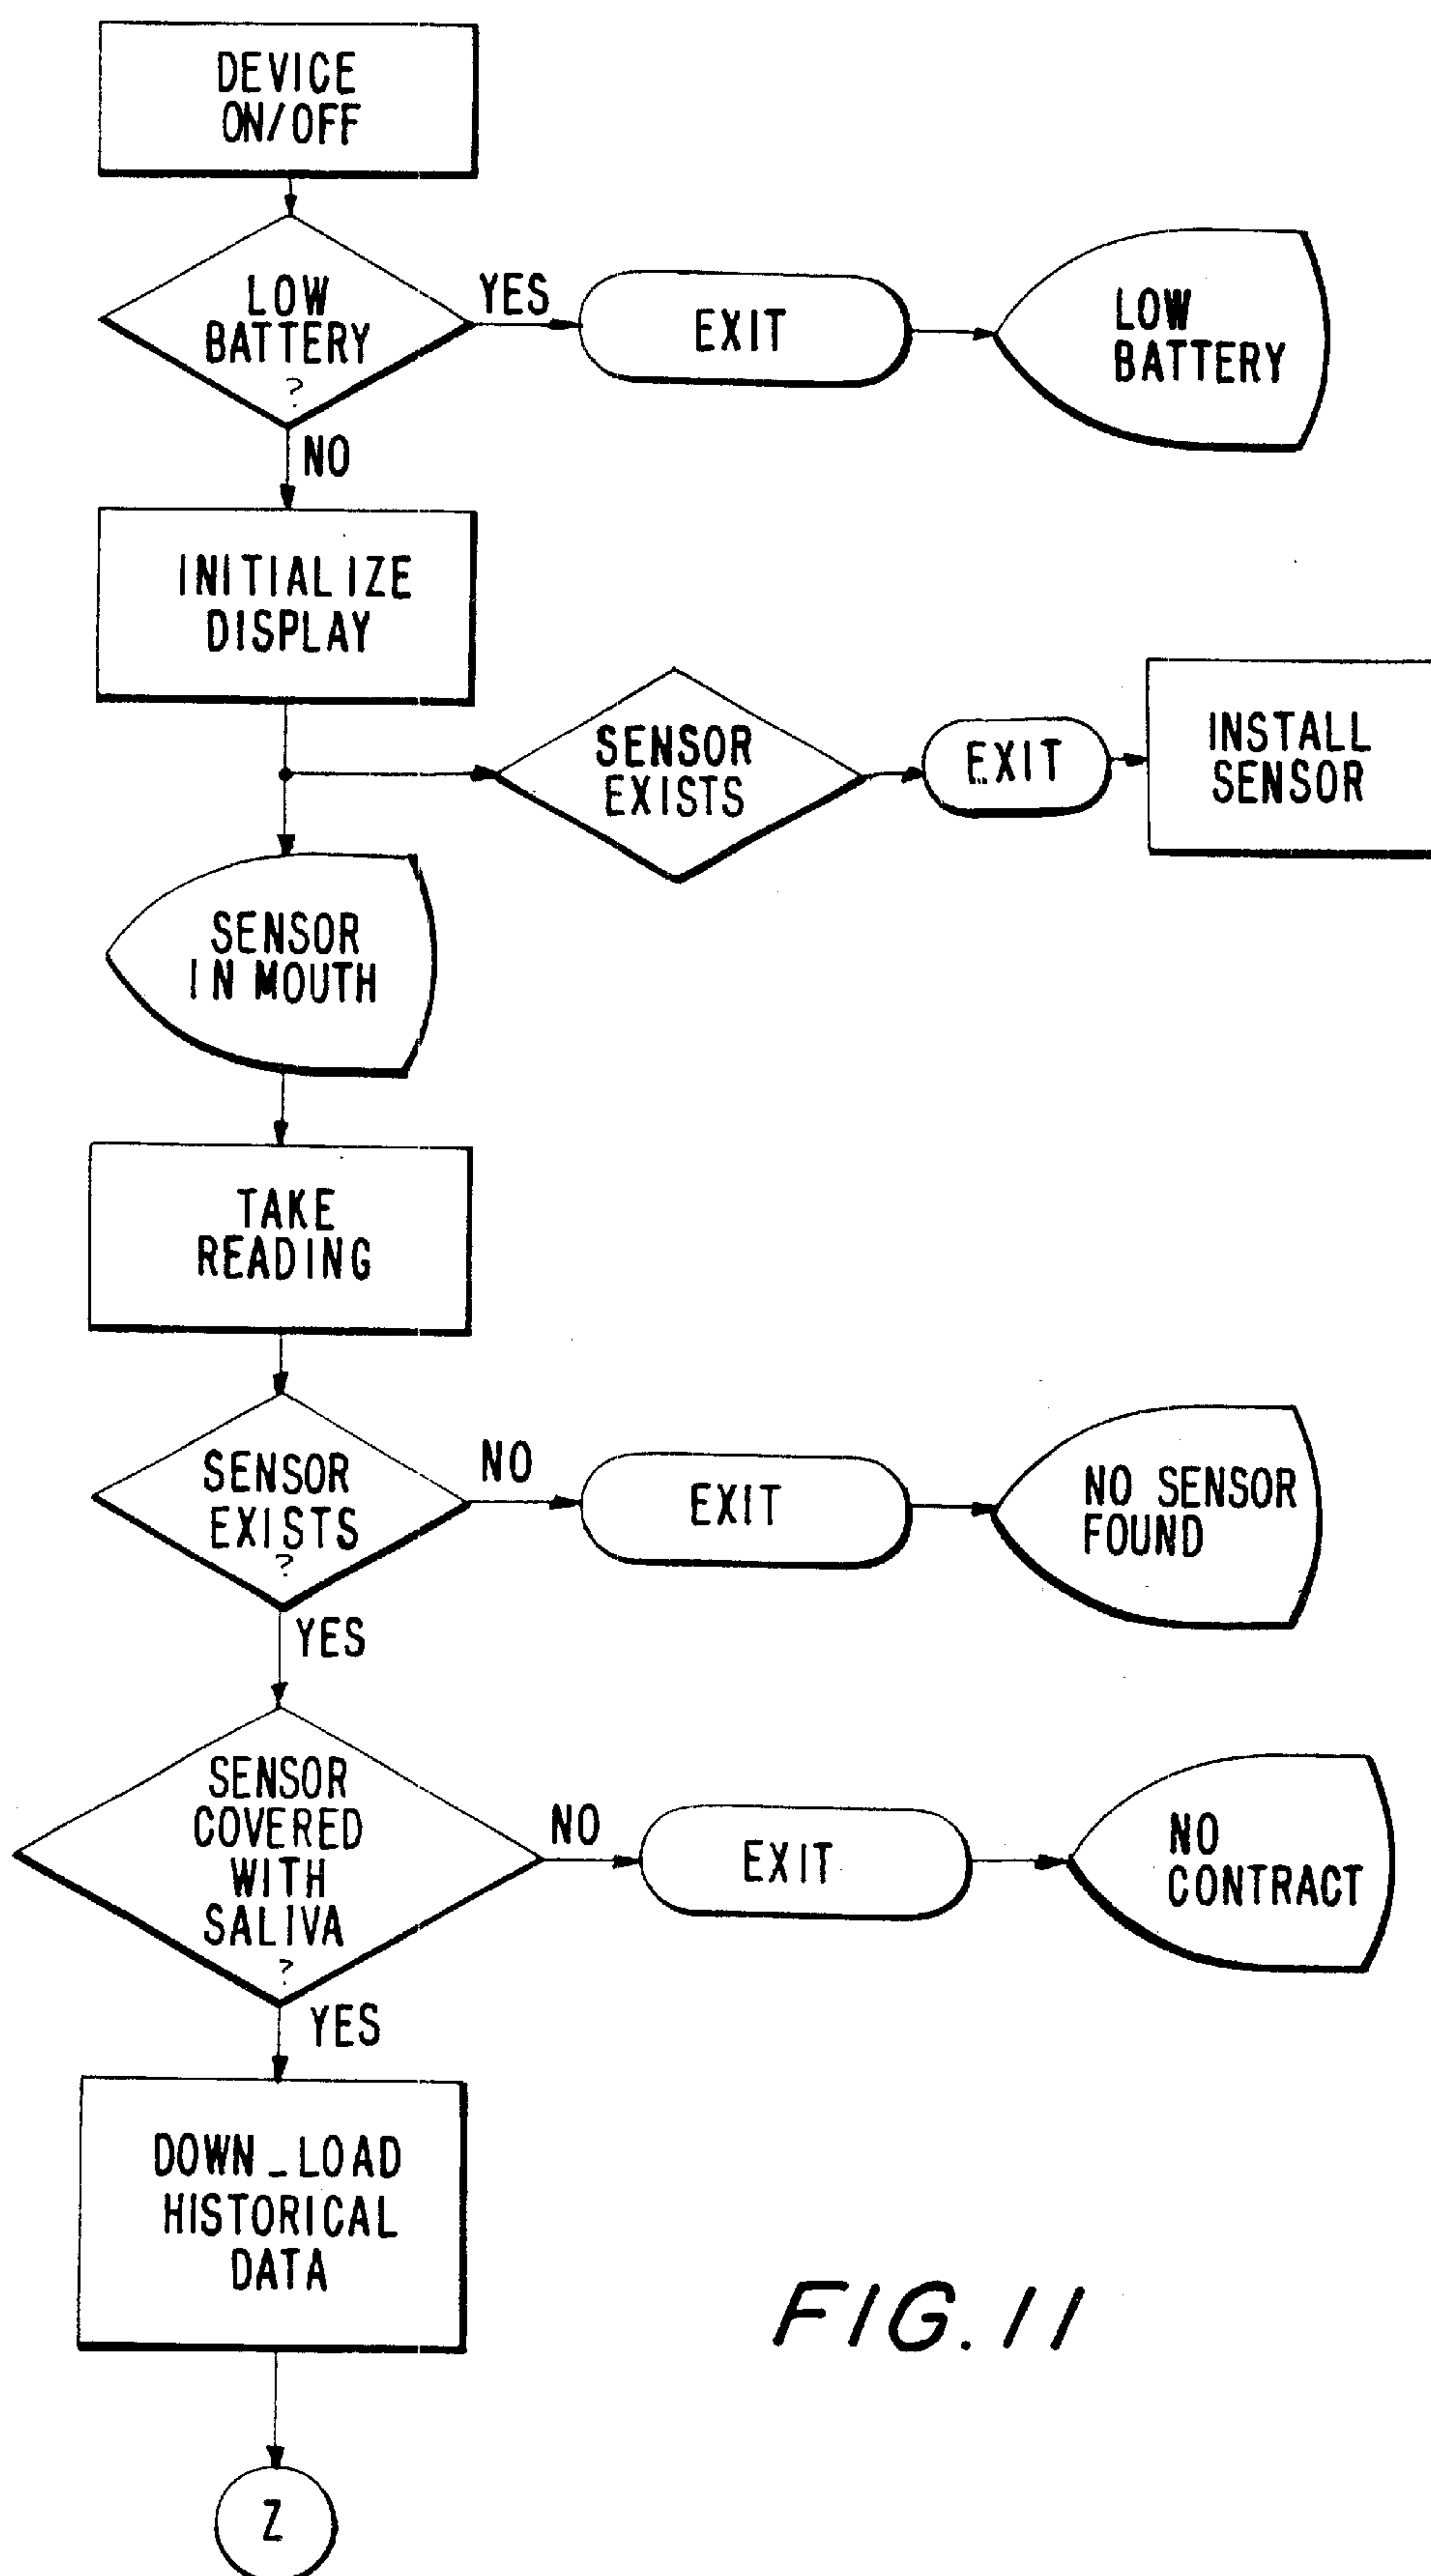 DEVICE
ON/OFF
LOW
BATTERY
?
YES
EXIT
LOW
BATTERY
NO
INITIALIZE
DISPLAY
SENSOR
EXISTS
EXIT
INSTALL
SENSOR
SENSOR
IN MOUTH
TAKE
READING
SENSOR
EXISTS
?
NO
EXIT
NO SENSOR
FOUND
YES
SENSOR
COVERED
WITH
SALIVA
?
NO
EXIT
NO
CONTRACT
YES
DOWN_LOAD
HISTORICAL
DATA
FIG. 11
Z